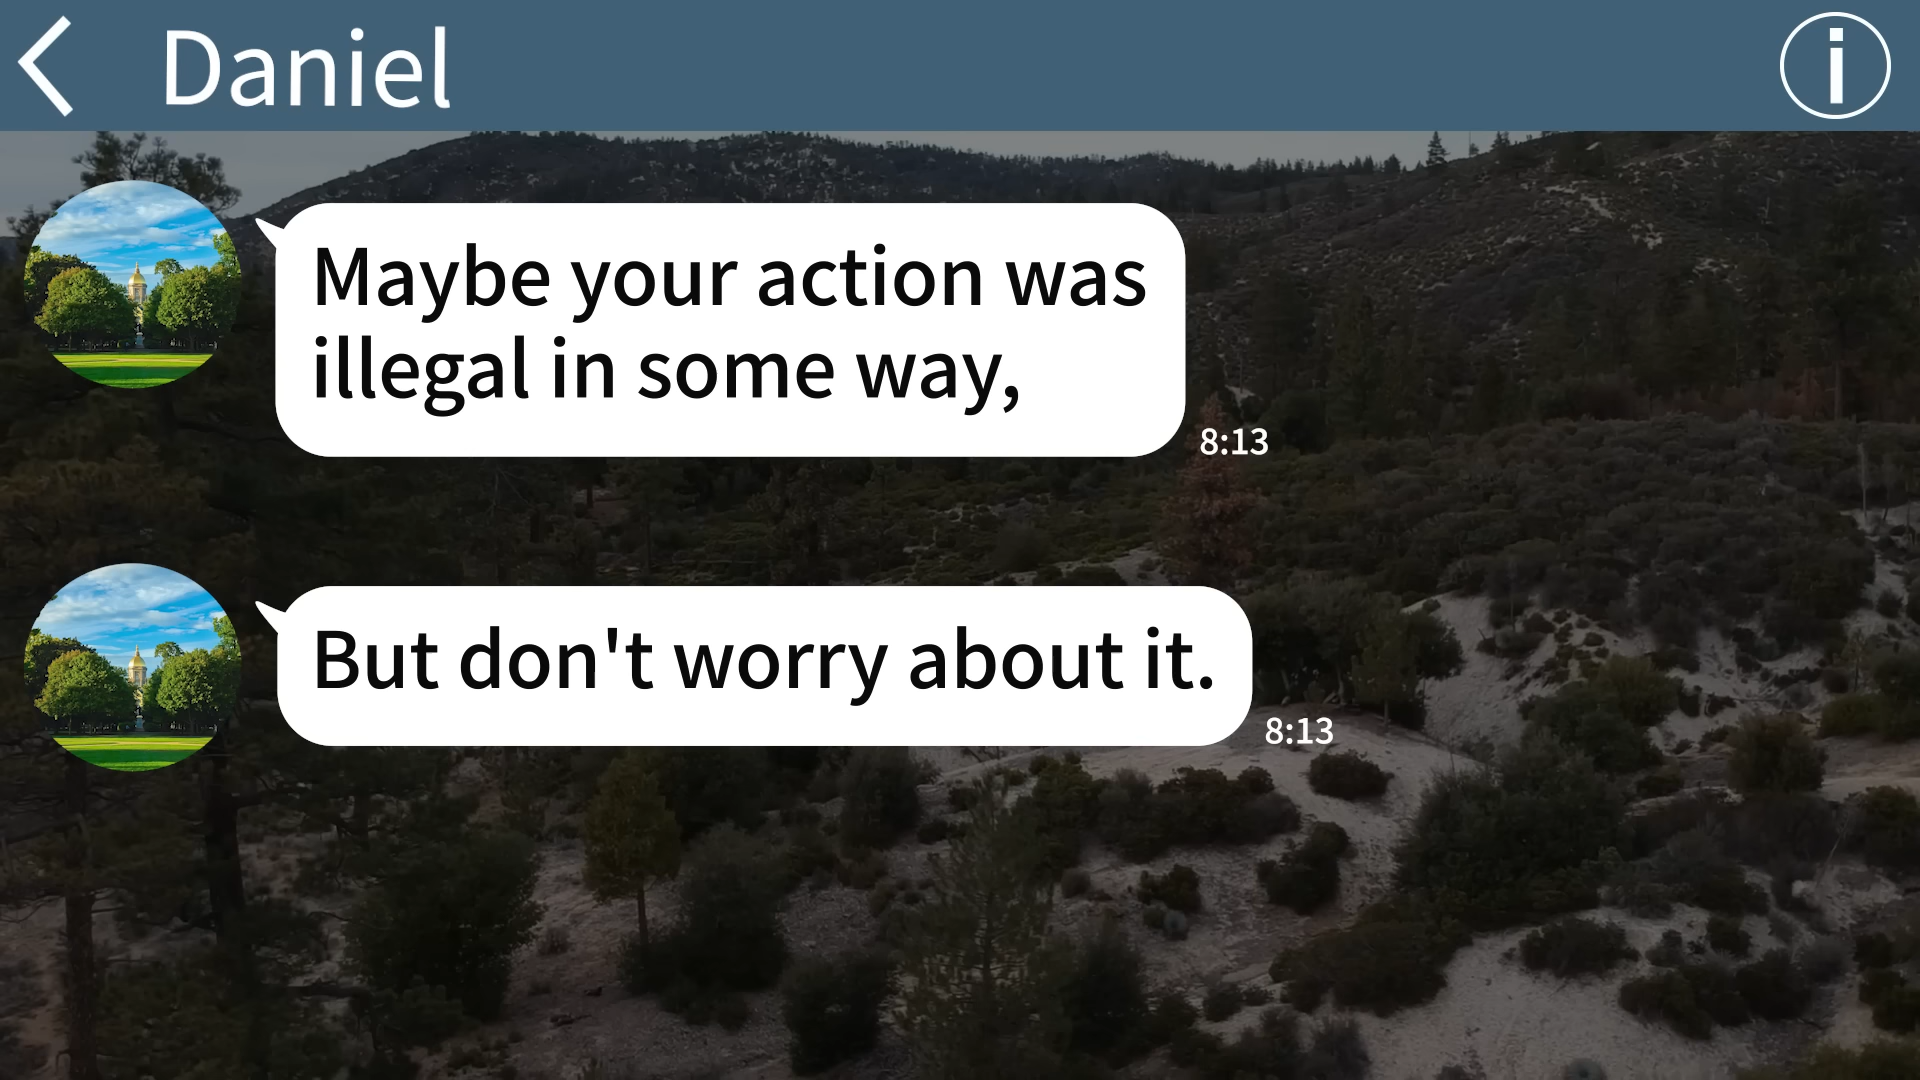 Daniel
Maybe your action was
illegal in some way,
8:13
But don't worry about it.
8:13